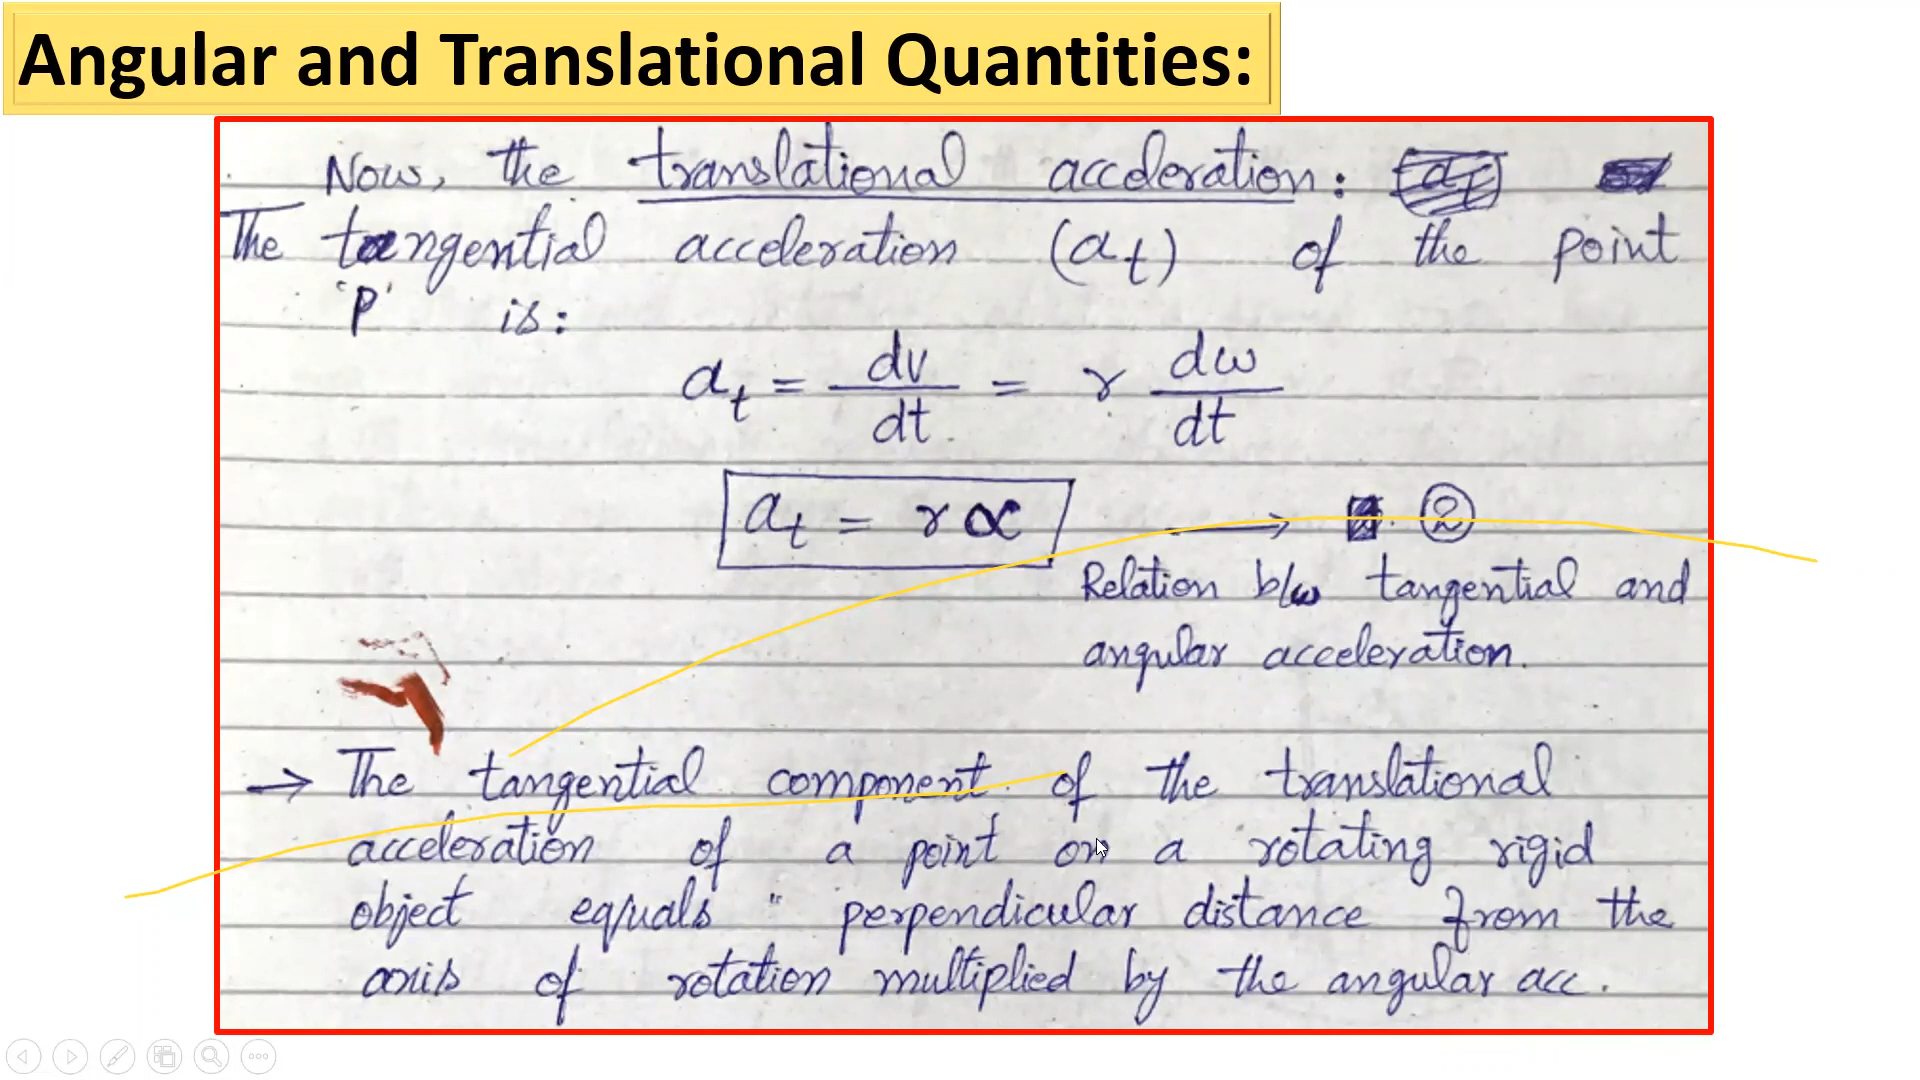 Angular and Translational Quantities:
Now, the translational acceleration:
The tangential acceleration (at) of the point
'P' is:
at = dv/dt = r dω/dt
at = r∝ → ②
Relation b/w tangential and
angular acceleration.
→ The tangential component of the translational
acceleration of a point on a rotating rigid
object equals " perpendicular distance from the
axis of rotation multiplied by the angular acc.